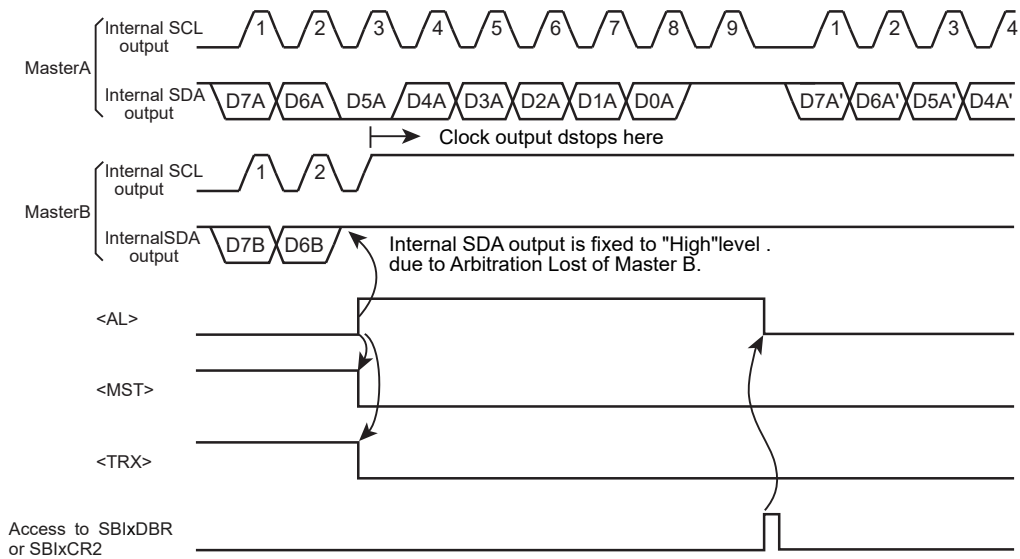 MasterA
Internal SCL
output
1 2 3 4 5 6 7 8 9 1 2 3 4
Internal SDA
output
D7A D6A D5A D4A D3A D2A D1A D0A D7A' D6A' D5A' D4A'
Clock output dstops here
MasterB
Internal SCL
output
1 2
InternalSDA
output
D7B D6B
Internal SDA output is fixed to "High"level .
due to Arbitration Lost of Master B.
<AL>
<MST>
<TRX>
Access to SBIxDBR
or SBIxCR2